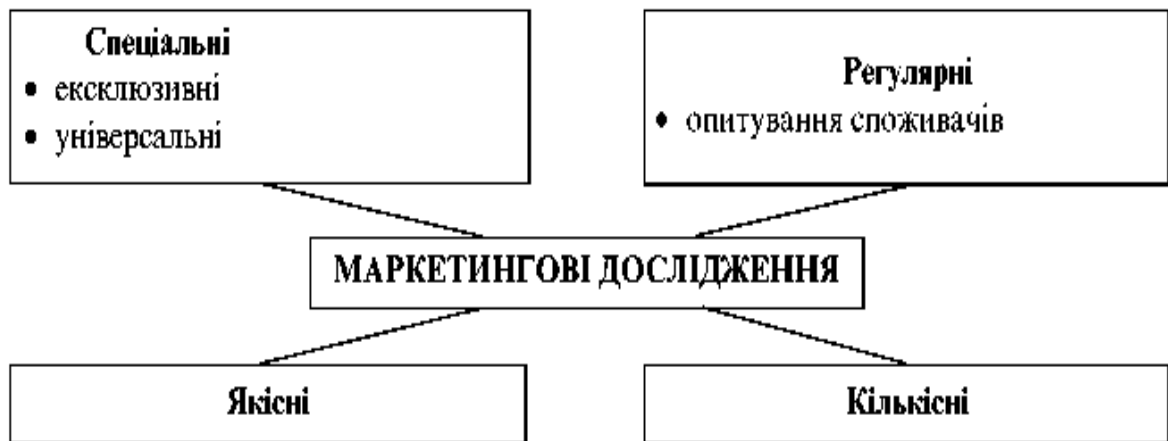 Спеціальні
• ексклюзивні
• універсальні
Регулярні
• опитування споживачів
МАРКЕТИНГОВІ ДОСЛІДЖЕННЯ
Якісні
Кількісні